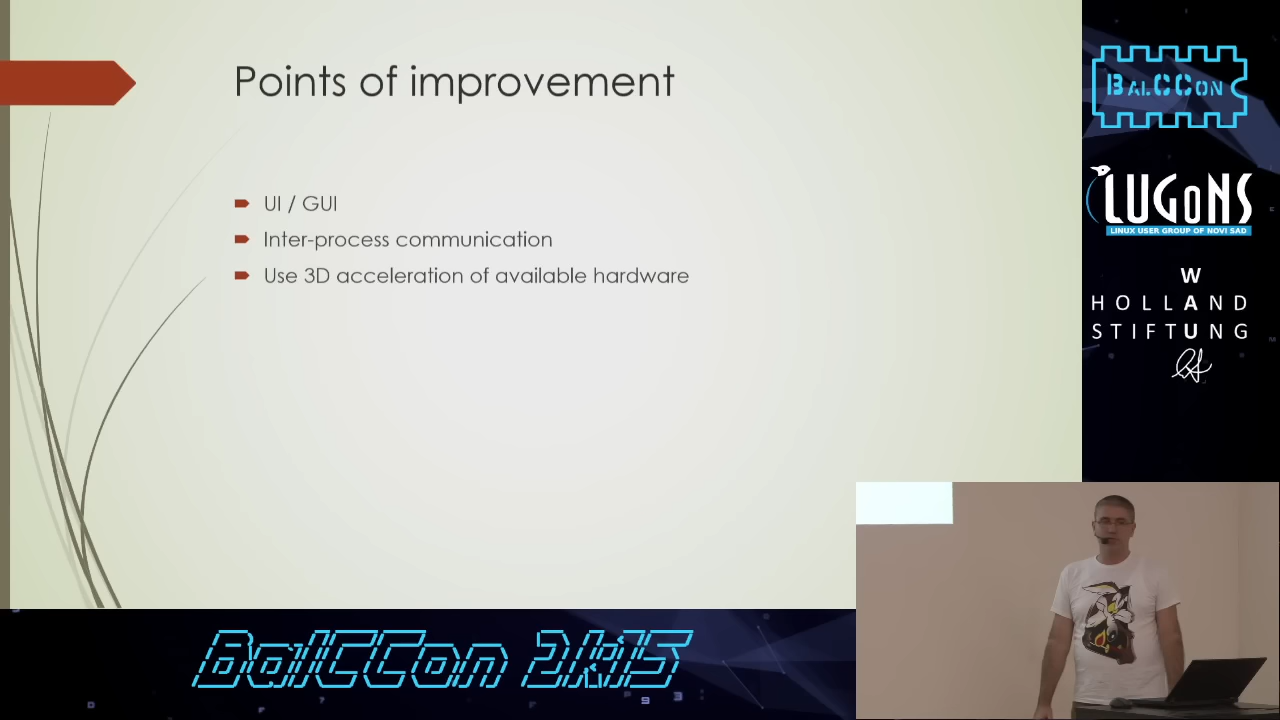 Points of improvement
UI / GUI
Inter-process communication
Use 3D acceleration of available hardware
BALCCON
LUGoNS
LINUX USER GROUP OF NOVI SAD
W
HOLLAND
A
STIFTUNG
BalCCon 2k15